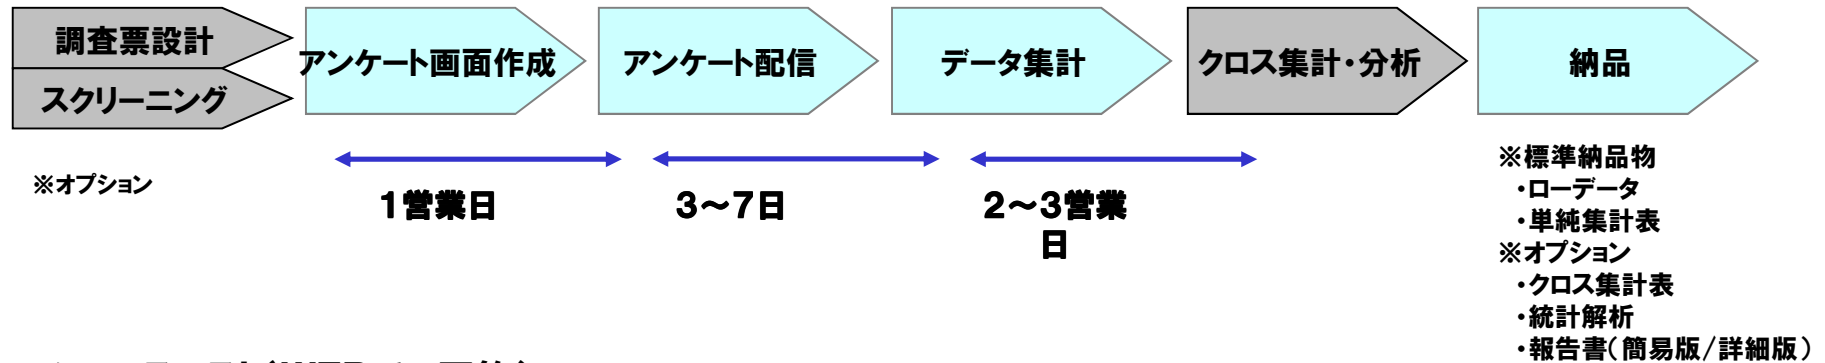 調査票設計
スクリーニング
アンケート画面作成
アンケート配信
データ集計
クロス集計・分析
納品
※オプション
1営業日
3～7日
2～3営業
日
※標準納品物
・ローデータ
・単純集計表
※オプション
・クロス集計表
・統計解析
・報告書(簡易版/詳細版)